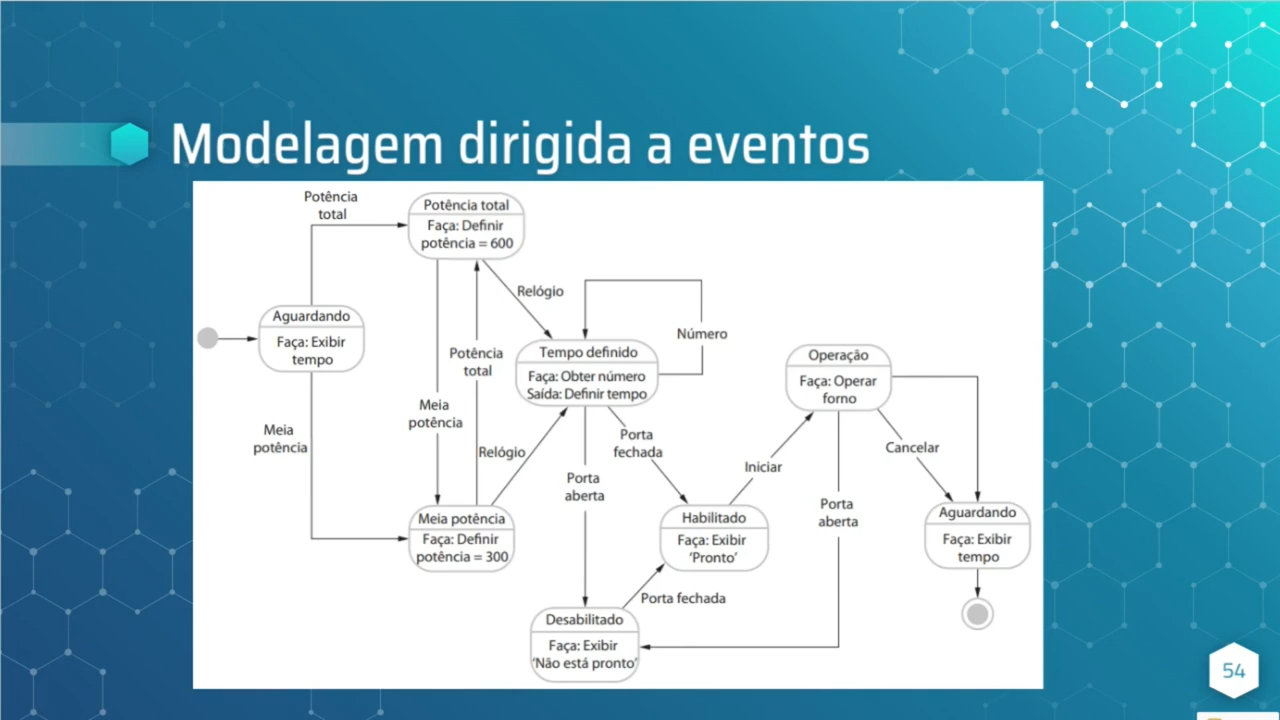 Modelagem dirigida a eventos
Potência
total
Potência total
Faça: Definir
potência = 600
Relógio
Aguardando
Faça: Exibir
tempo
Número
Potência
total
Tempo definido
Faça: Obter número
Saída: Definir tempo
Operação
Faça: Operar
forno
Meia
potência
Meia
potência
Relógio
Porta
fechada
Cancelar
Iniciar
Porta
aberta
Porta
aberta
Meia potência
Faça: Definir
potência = 300
Habilitado
Faça: Exibir
‘Pronto’
Aguardando
Faça: Exibir
tempo
Porta fechada
Desabilitado
Faça: Exibir
‘Não está pronto’
54